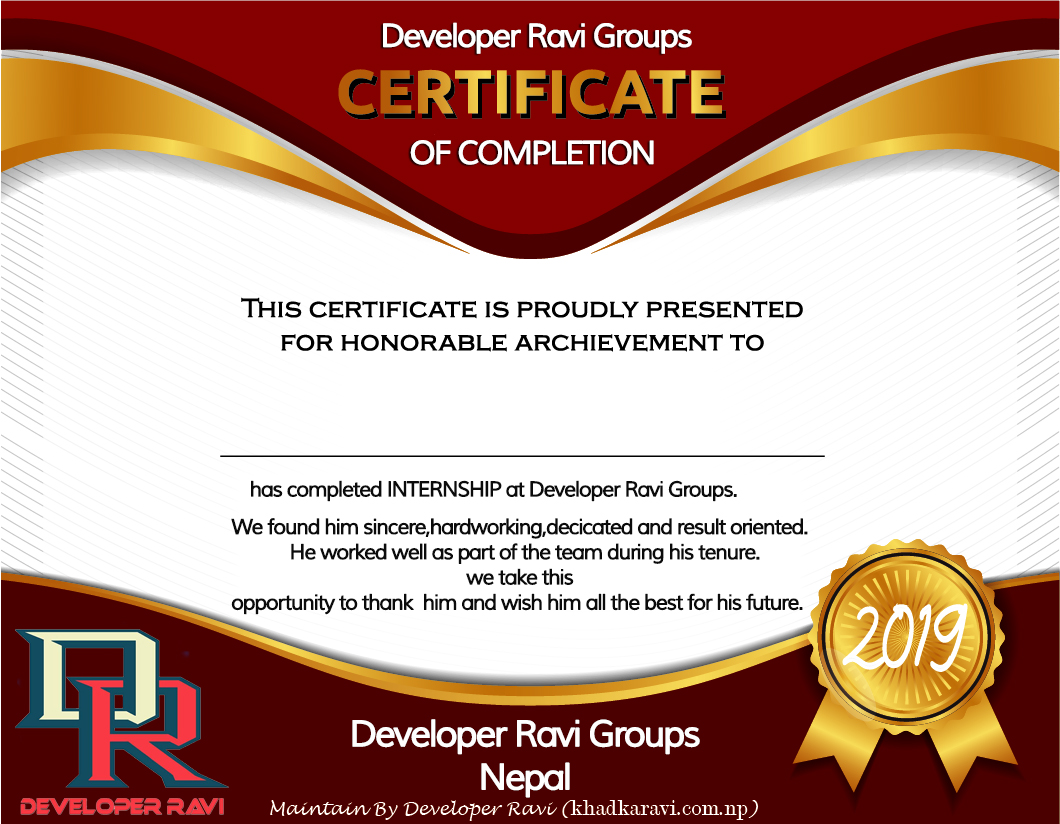 Developer Ravi Groups
CERTIFICATE
OF COMPLETION
THIS CERTIFICATE IS PROUDLY PRESENTED
FOR HONORABLE ARCHIEVEMENT TO
has completed INTERNSHIP at Developer Ravi Groups.
We found him sincere,hardworking,decicated and result oriented.
He worked well as part of the team during his tenure.
we take this
opportunity to thank him and wish him all the best for his future.
2019
DR
DEVELOPER RAVI
Developer Ravi Groups
Nepal
Maintain By Developer Ravi (khadkaravi.com.np)